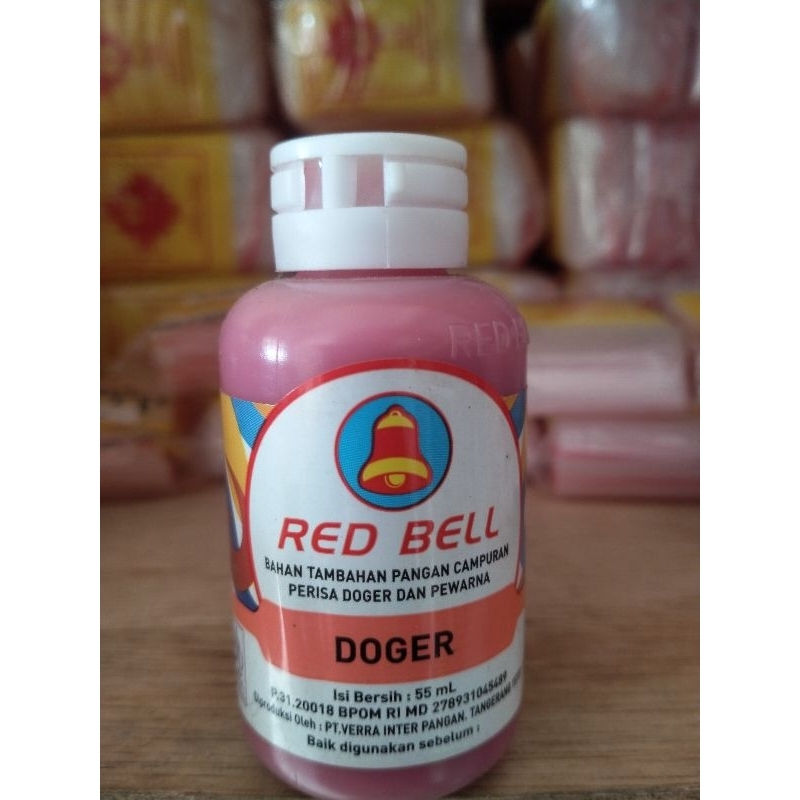 RED BELL
BAHAN TAMBAHAN PANGAN CAMPURAN
PERISA DOGER DAN PEWARNA
DOGER
Isi Bersih : 55 mL
P.31.20018 BPOM RI MD 278931045489
Diproduksi Oleh : PT.VERRA INTER PANGAN. TANGERANG
Baik digunakan sebelum :